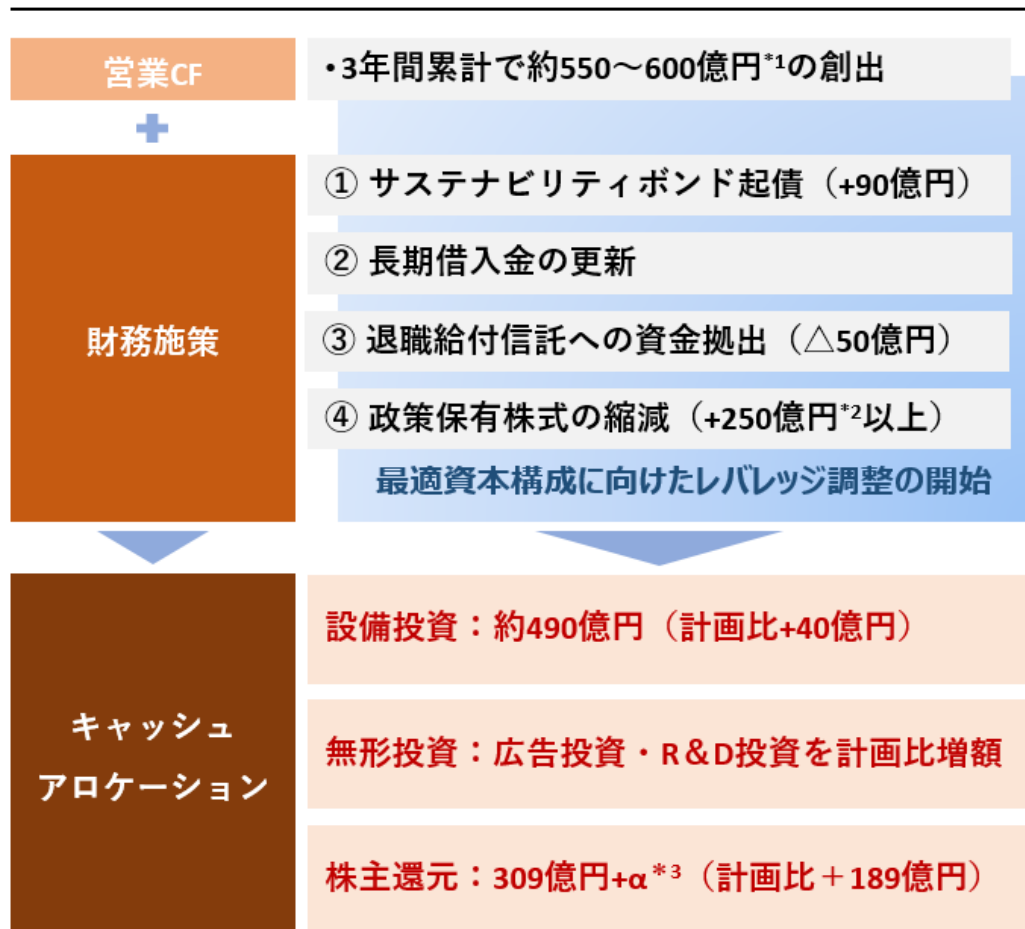 営業CF
・3年間累計で約550～600億円*1の創出
財務施策
① サステナビリティボンド起債（+90億円）
② 長期借入金の更新
③ 退職給付信託への資金拠出（△50億円）
④ 政策保有株式の縮減（+250億円*2以上）
最適資本構成に向けたレバレッジ調整の開始
キャッシュ
アロケーション
設備投資：約490億円（計画比+40億円）
無形投資：広告投資・R＆D投資を計画比増額
株主還元：309億円+α*3（計画比＋189億円）